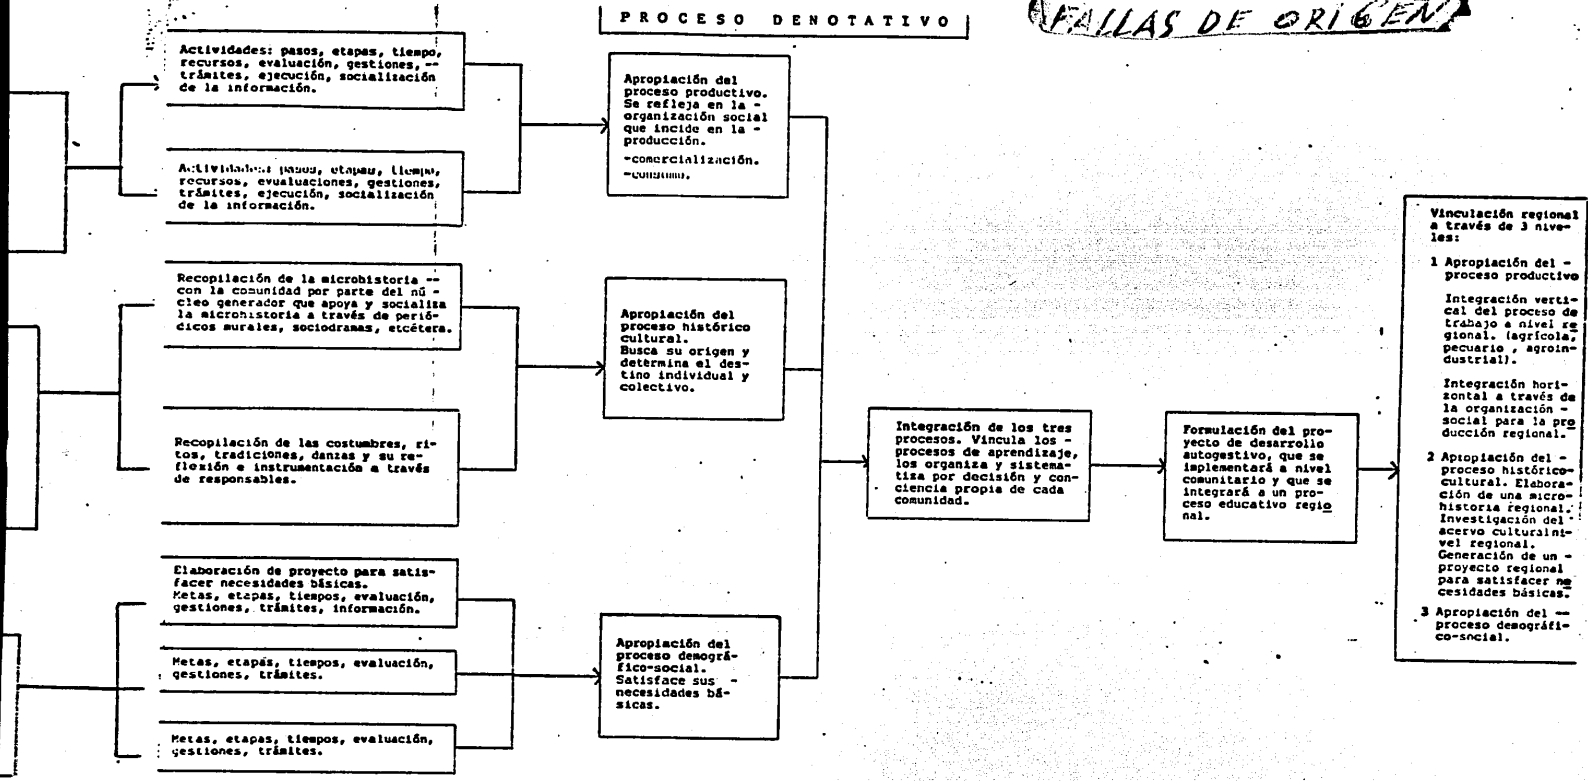 PROCESO DENOTATIVO
FALLAS DE ORIGEN
Actividades: pasos, etapas, tiempo,
recursos, evaluación, gestiones, --
trámites, ejecución, socialización
de la información.
Actividades: pasos, etapas, tiempo,
recursos, evualuaciones, gestiones,
trámites, ejecución, socialización
de la información.
Apropiación del
proceso productivo.
Se refleja en la -
organización social
que incide en la -
producción.
-comercialización.
-consumo.
Recopilación de la microhistoria --
con la comunidad por parte del nú -
cleo generador que apoya y socializa
la microhistoria a través de perió-
dicos murales, sociodramas, etcétera.
Recopilación de las costumbres, ri-
tos, tradiciones, danzas y su re-
flexión e instrumentación a través
de responsables.
Apropiación del
proceso histórico
cultural.
Busca su origen y
determina el des-
tino individual y
colectivo.
Elaboración de proyecto para satis-
facer necesidades básicas.
Metas, etapas, tiempos, evaluación,
gestiones, trámites, información.
Metas, etapas, tiempos, evaluación,
gestiones, trámites.
Metas, etapas, tiempos, evaluación,
gestiones, trámites.
Apropiación del
proceso demográ-
fico-social.
Satisface sus -
necesidades bá-
sicas.
Integración de los tres
procesos. Vincula los -
procesos de aprendizaje,
los organiza y sistema-
tiza por decisión y con-
ciencia propia de cada
comunidad.
Formulación del pro-
yecto de desarrollo
autogestivo, que se
implementará a nivel
comunitario y que se
integrará a un pro-
ceso educativo regio
nal.
Vinculación regional
a través de 3 nive-
les:
1 Apropiación del -
proceso productivo
Integración verti-
cal del proceso de
trabajo a nivel re
gional. (agrícola,
pecuario , agroin-
dustrial).
Integración hori-
zontal a través de
la organización -
social para la pro
ducción regional.
2 Apropiación del -
proceso histórico-
cultural. Elabora-
ción de una micro-
historia regional.
Investigación del
acervo culturalni-
vel regional.
Generación de un -
proyecto regional
para satisfacer ne
cesidades básicas.
3 Apropiación del --
proceso demográfi-
co-social.